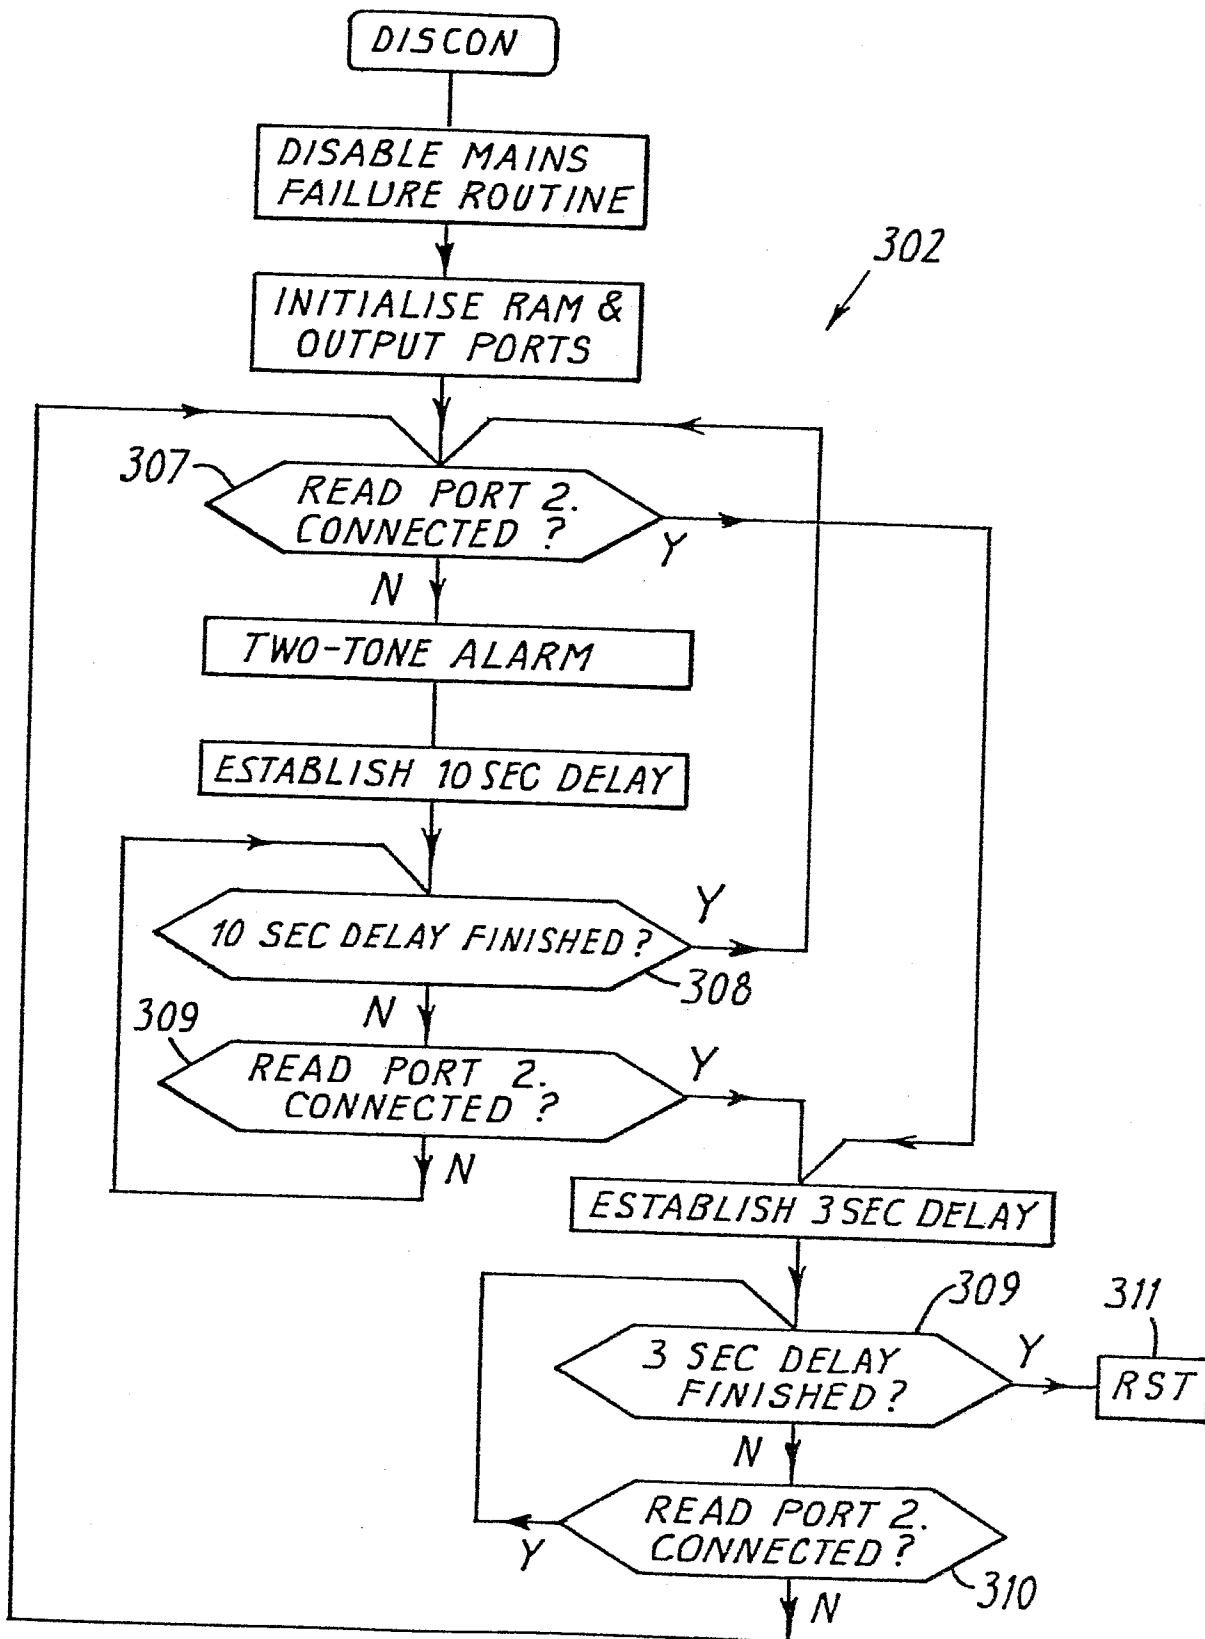 DISCON
DISABLE MAINS
FAILURE ROUTINE
302
INITIALISE RAM &
OUTPUT PORTS
307
READ PORT 2.
CONNECTED ?
Y
N
TWO-TONE ALARM
ESTABLISH 10 SEC DELAY
10 SEC DELAY FINISHED ?
Y
308
N
309
READ PORT 2.
CONNECTED ?
Y
N
ESTABLISH 3 SEC DELAY
309
311
3 SEC DELAY
FINISHED ?
Y
RST
N
READ PORT 2.
CONNECTED ?
Y
310
N